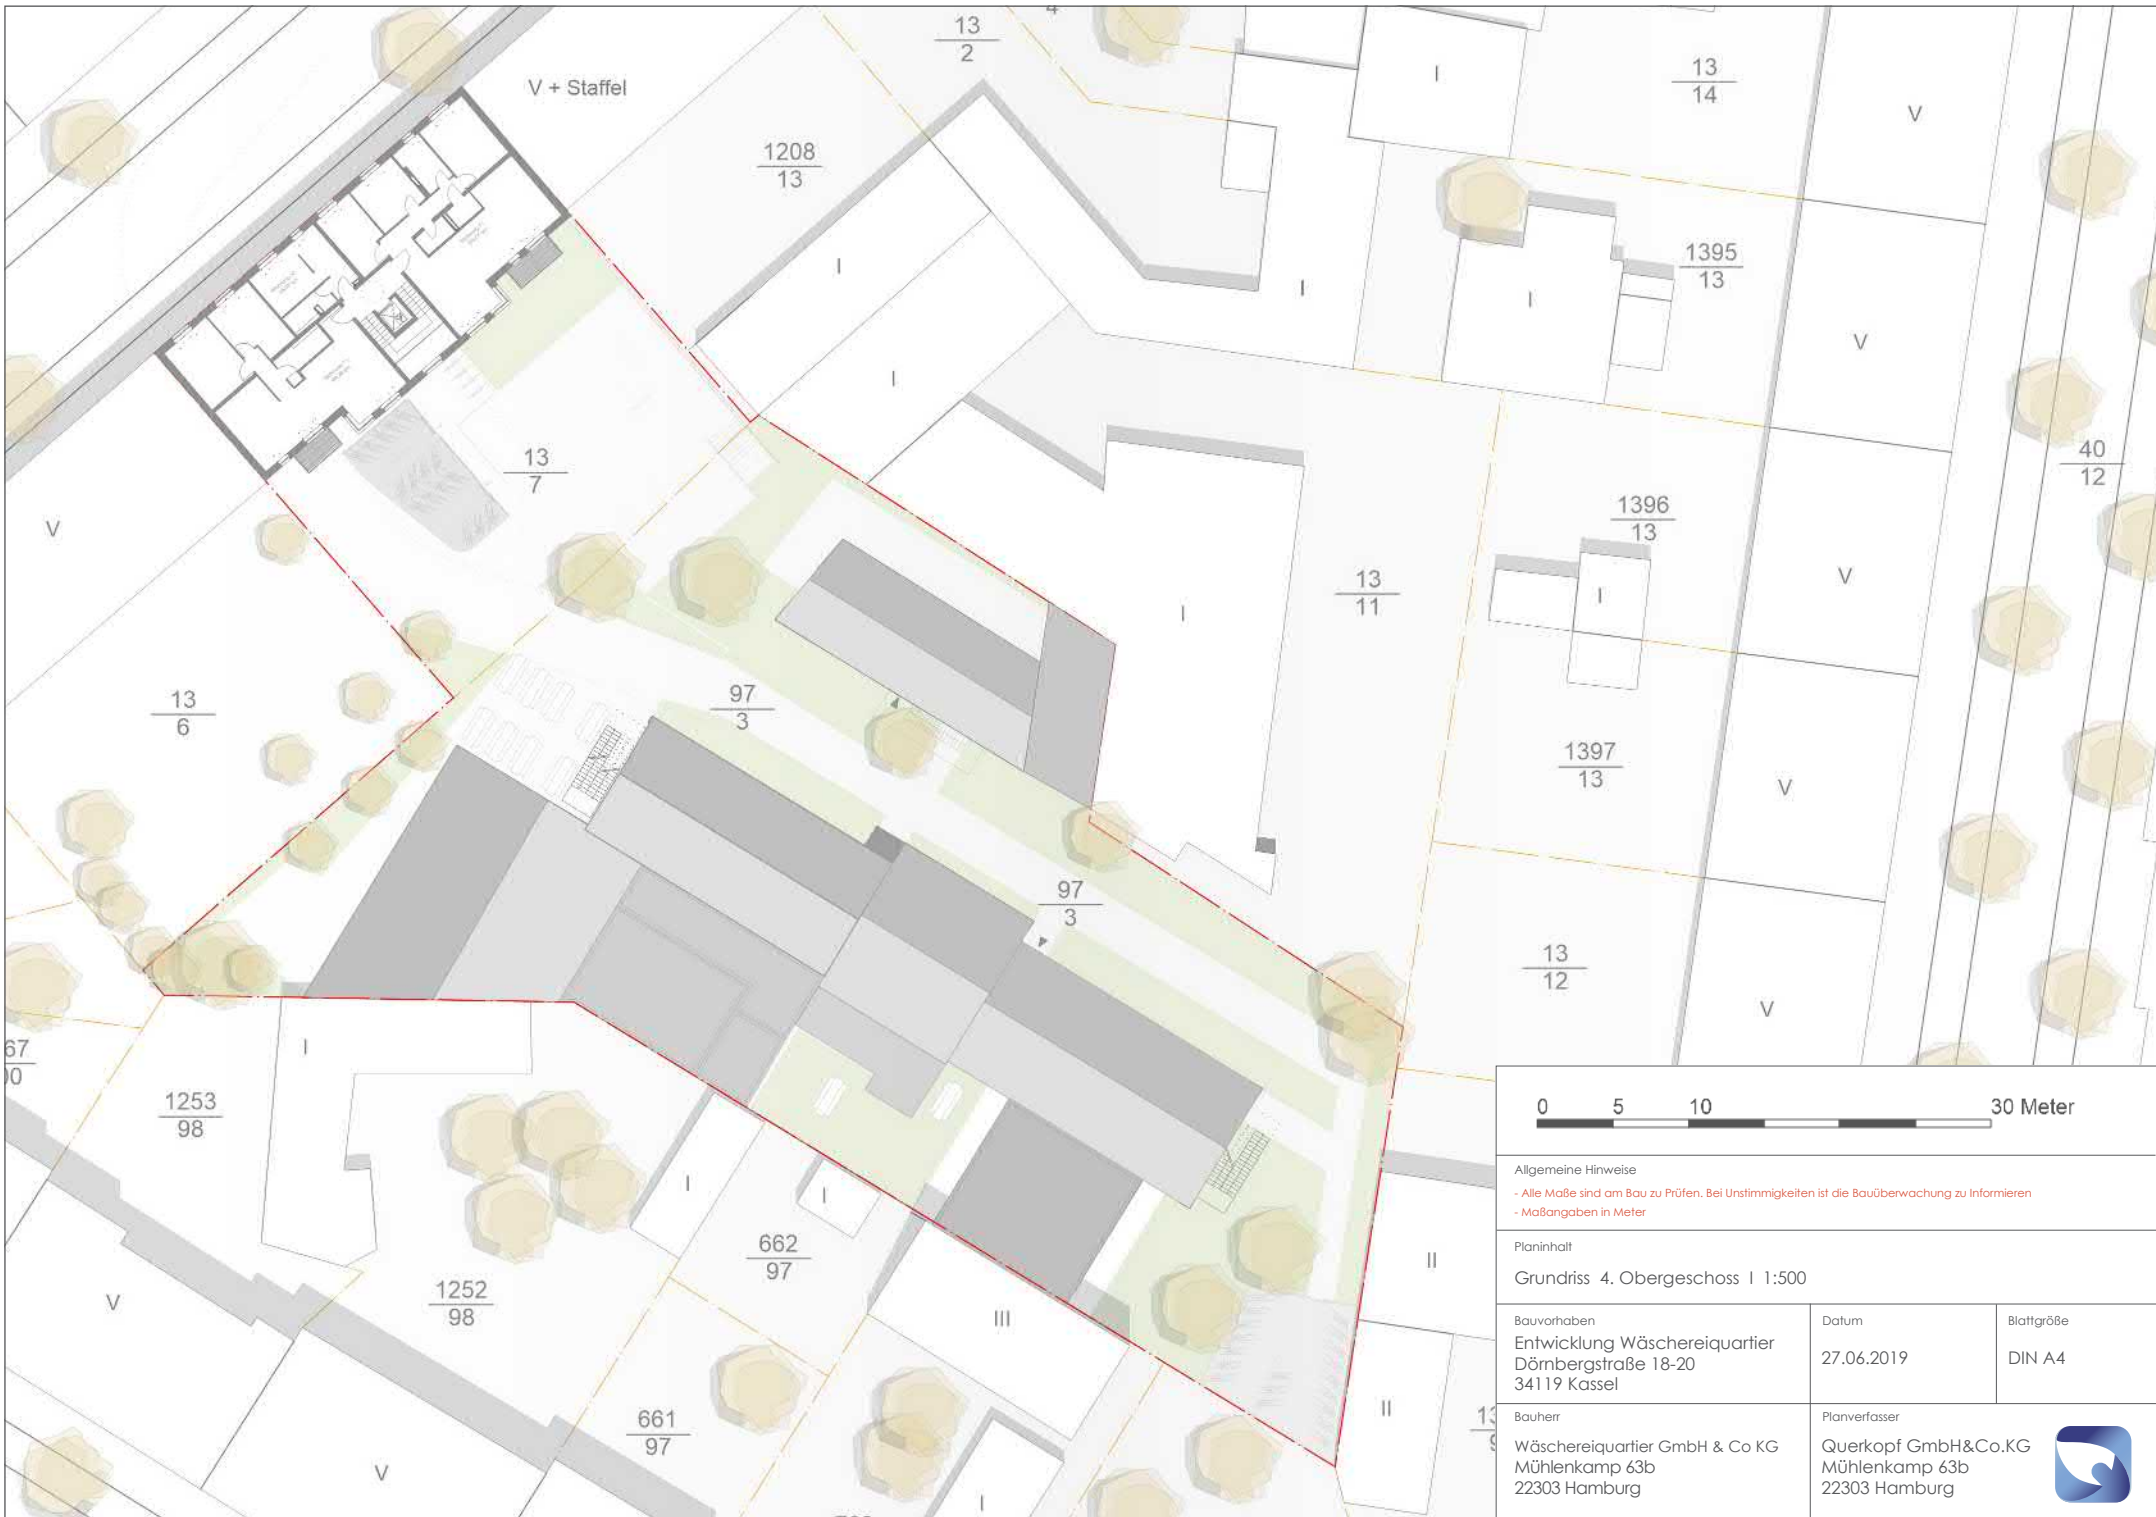 13
2
4
V + Staffel
1208
13
I
13
14
V
I
I
1395
13
I
V
I
40
12
13
7
V
1396
13
V
I
13
11
I
13
6
97
3
1397
13
V
97
3
13
12
V
67
00
I
1253
98
I
I
662
97
II
V
1252
98
III
II
661
97
V
I
13
9
0 5 10 30 Meter
Allgemeine Hinweise
- Alle Maße sind am Bau zu Prüfen. Bei Unstimmigkeiten ist die Bauüberwachung zu Informieren
- Maßangaben in Meter
Planinhalt
Grundriss 4. Obergeschoss I 1:500
Bauvorhaben
Entwicklung Wäschereiquartier
Dörnbergstraße 18-20
34119 Kassel
Datum
27.06.2019
Blattgröße
DIN A4
Bauherr
Wäschereiquartier GmbH & Co KG
Mühlenkamp 63b
22303 Hamburg
Planverfasser
Querkopf GmbH&Co.KG
Mühlenkamp 63b
22303 Hamburg